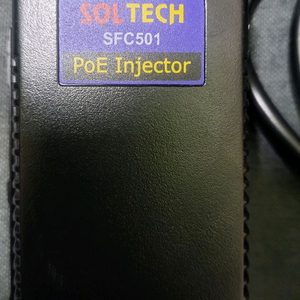 SOLTECH
SFC501
PoE Injector